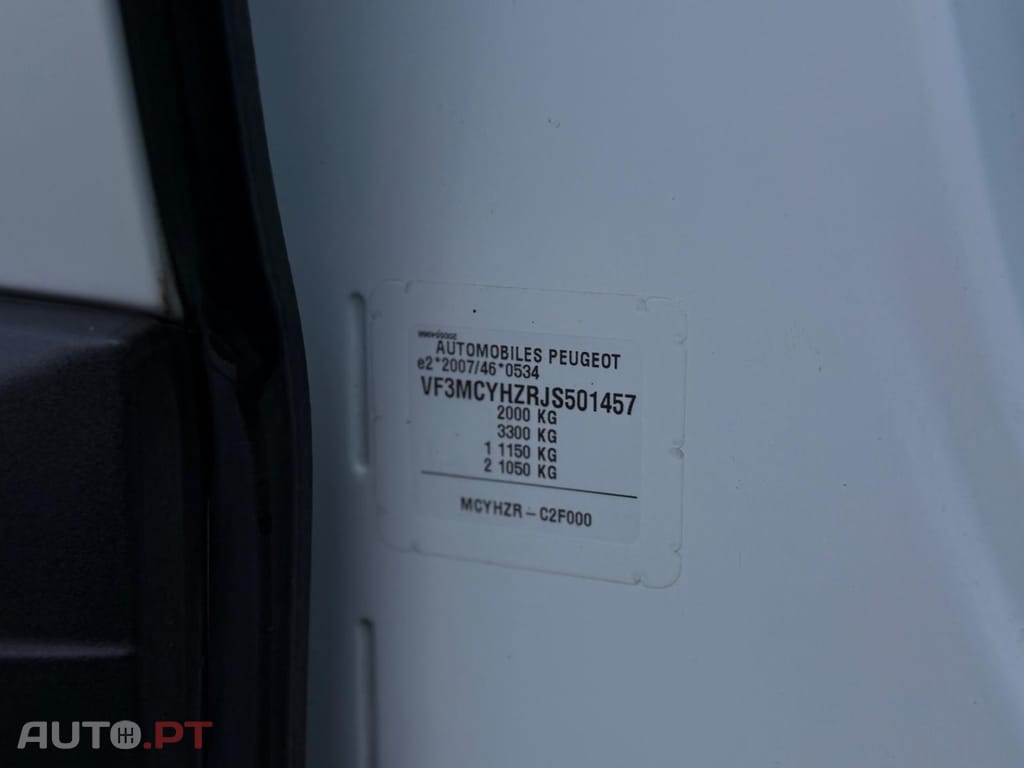 AUTOMOBILES PEUGEOT
e2*2007/46*0534
VF3MCYHZRJS501457
2000 KG
3300 KG
1 1150 KG
2 1050 KG
MCYHZR - C2F000
AUTO.PT